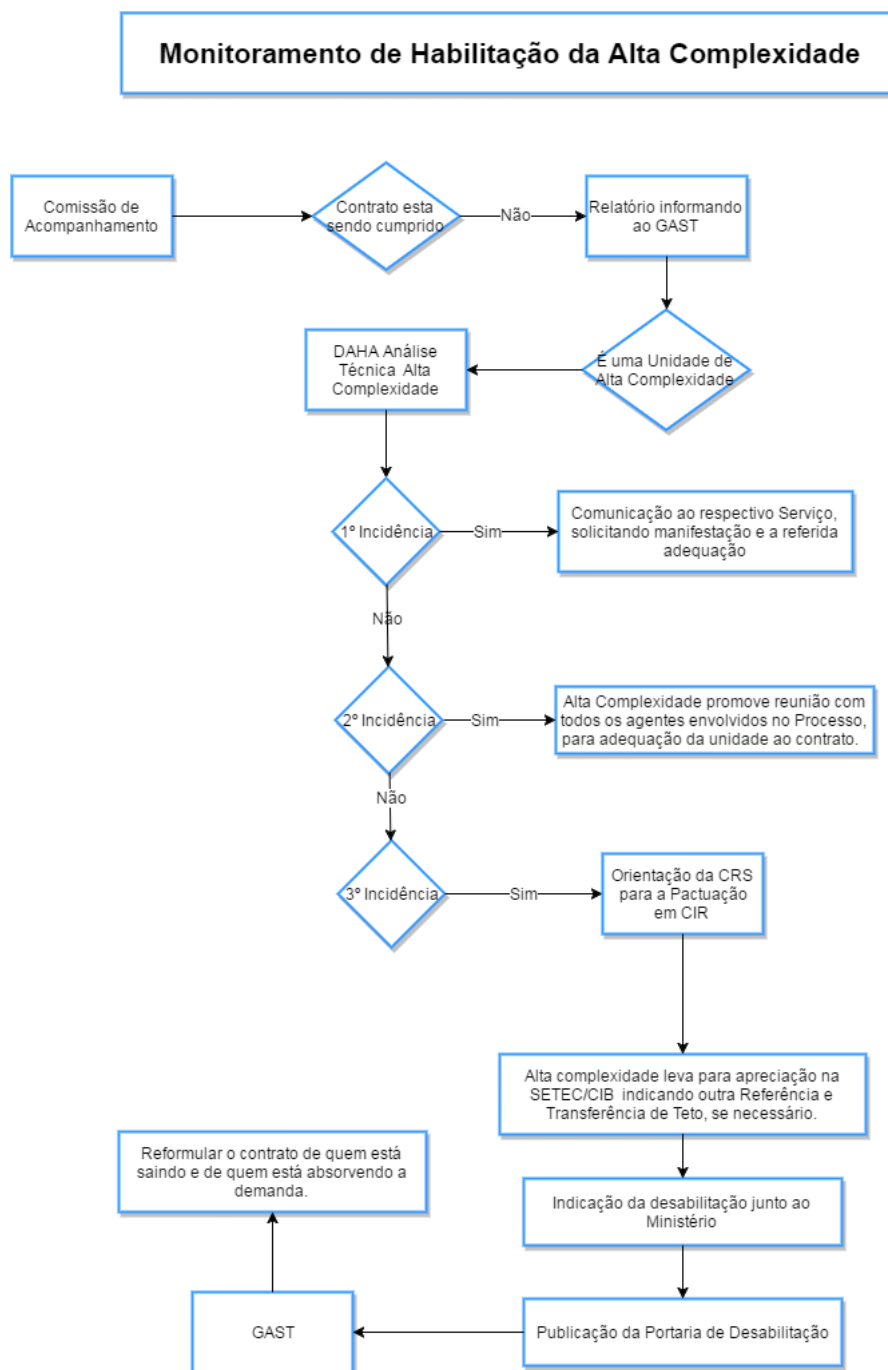 Monitoramento de Habilitação da Alta Complexidade
Comissão de
Acompanhamento
Contrato esta
sendo cumprido
Não
Relatório informando
ao GAST
É uma Unidade de
Alta Complexidade
DAHA Análise
Técnica Alta
Complexidade
1º Incidência
Sim
Comunicação ao respectivo Serviço,
solicitando manifestação e a referida
adequação
Não
2º Incidência
Sim
Alta Complexidade promove reunião com
todos os agentes envolvidos no Processo,
para adequação da unidade ao contrato.
Não
3º Incidência
Sim
Orientação da CRS
para a Pactuação
em CIR
Alta complexidade leva para apreciação na
SETEC/CIB indicando outra Referência e
Transferência de Teto, se necessário.
Reformular o contrato de quem está
saindo e de quem está absorvendo a
demanda.
Indicação da desabilitação junto ao
Ministério
GAST
Publicação da Portaria de Desabilitação